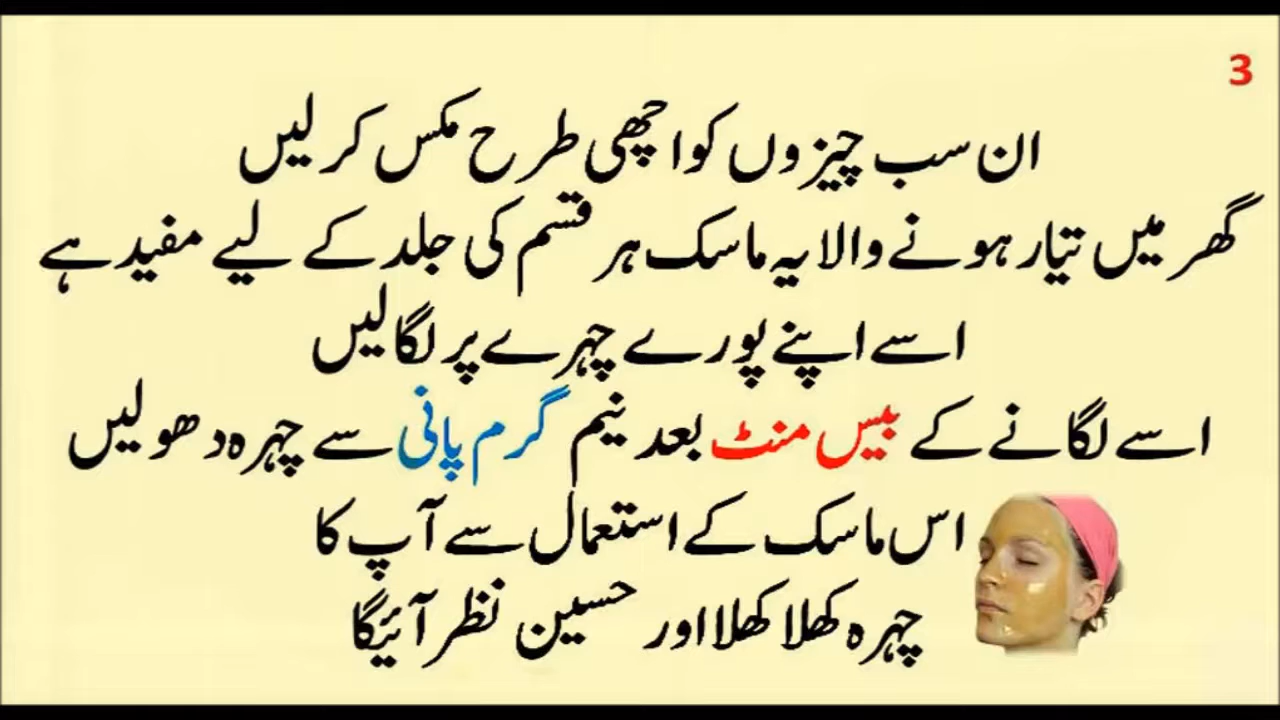 3
ان سب چیزوں کو اچھی طرح مکس کر لیں
گھر میں تیار ہونے والا یہ ماسک ہر قسم کی جلد کے لیے مفید ہے
اسے اپنے پورے چہرے پر لگا لیں
اسے لگانے کے بیس منٹ بعد نیم گرم پانی سے چہرہ دھو لیں
اس ماسک کے استعمال سے آپ کا
چہرہ کھلا کھلا اور حسین نظر آئیگا